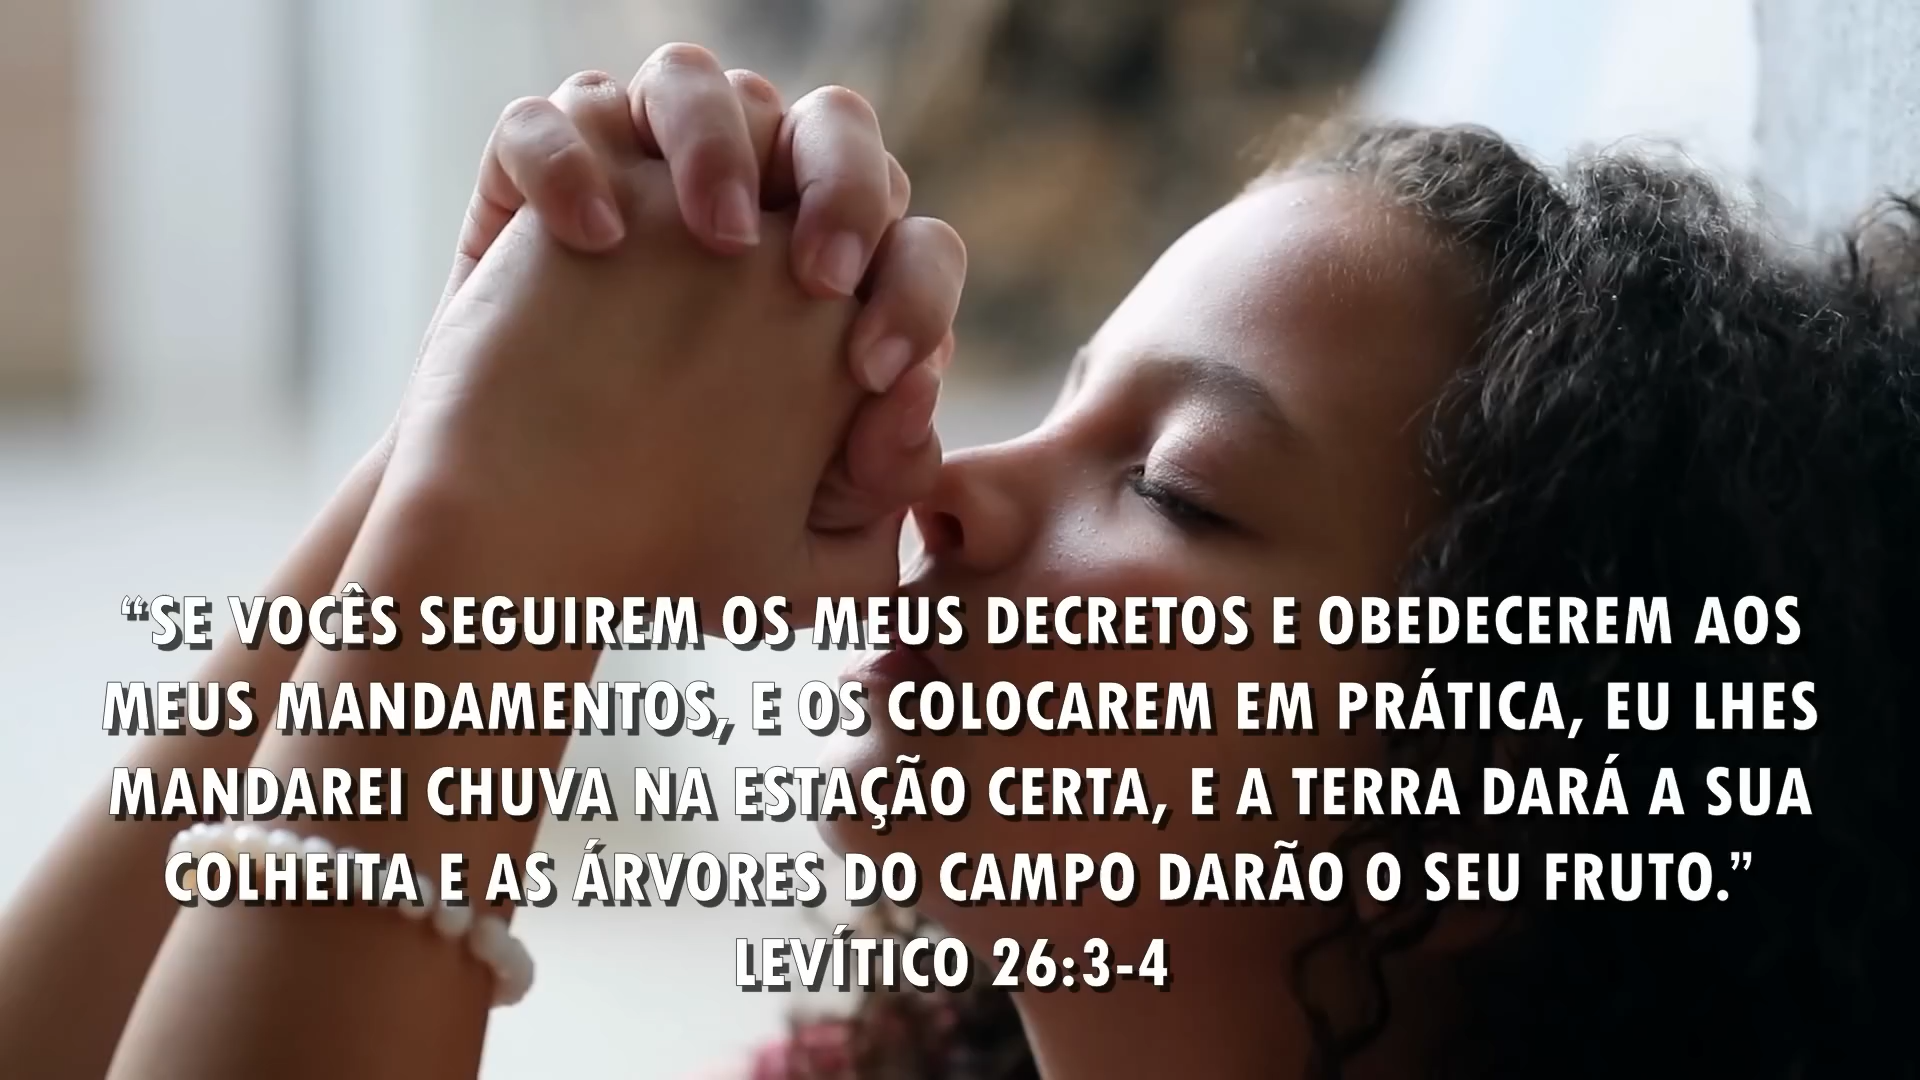 “SE VOCÊS SEGUIREM OS MEUS DECRETOS E OBEDECEREM AOS
MEUS MANDAMENTOS, E OS COLOCAREM EM PRÁTICA, EU LHES
MANDAREI CHUVA NA ESTAÇÃO CERTA, E A TERRA DARÁ A SUA
COLHEITA E AS ÁRVORES DO CAMPO DARÃO O SEU FRUTO.”
LEVÍTICO 26:3-4